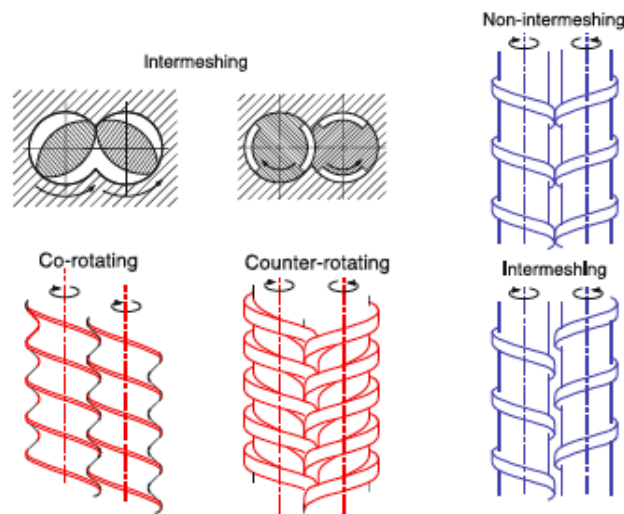 Non-intermeshing
Intermeshing
Co-rotating
Counter-rotating
Intermeshing